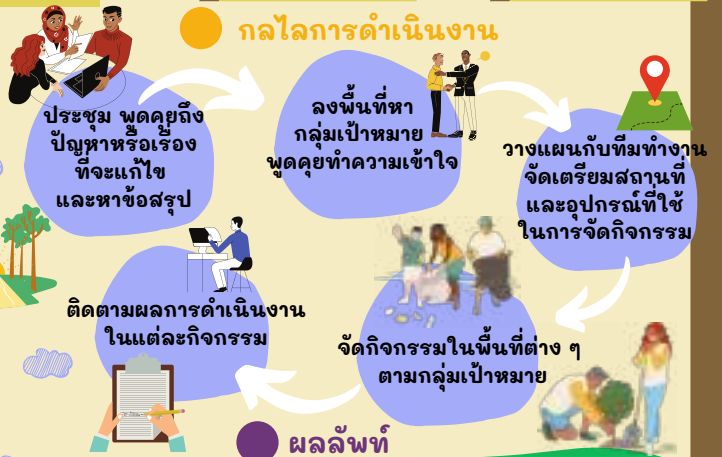 กลไลการดำเนินงาน
ประชุม พูดคุยถึง
ปัญหาหรือเรื่อง
ที่จะแก้ไข
และหาข้อสรุป
ลงพื้นที่หา
กลุ่มเป้าหมาย
พูดคุยทำความเข้าใจ
วางแผนกับทีมทำงาน
จัดเตรียมสถานที่
และอุปกรณ์ที่ใช้
ในการจัดกิจกรรม
จัดกิจกรรมในพื้นที่ต่าง ๆ
ตามกลุ่มเป้าหมาย
ติดตามผลการดำเนินงาน
ในแต่ละกิจกรรม
ผลลัพท์